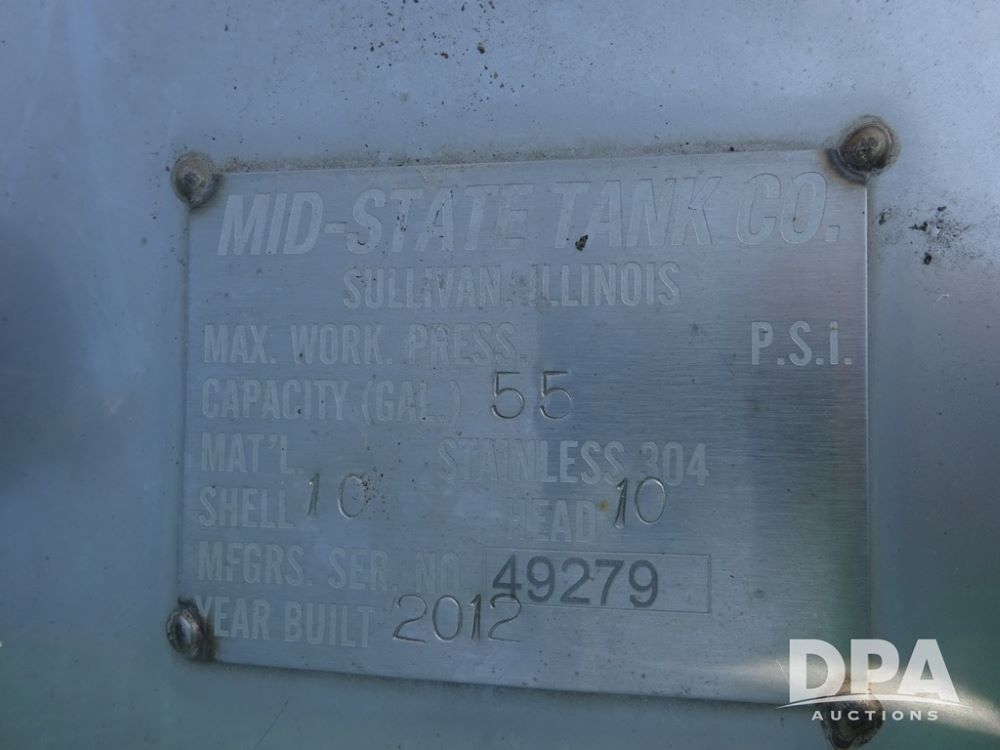 MID-STATE TANK CO.
SULLIVAN, ILLINOIS
MAX. WORK. PRESS. P.S.I.
CAPACITY (GAL.) 55
MAT'L. STAINLESS 304
SHELL 10 HEAD 10
MFGRS. SER. NO. 49279
YEAR BUILT 2012
DPA
AUCTIONS